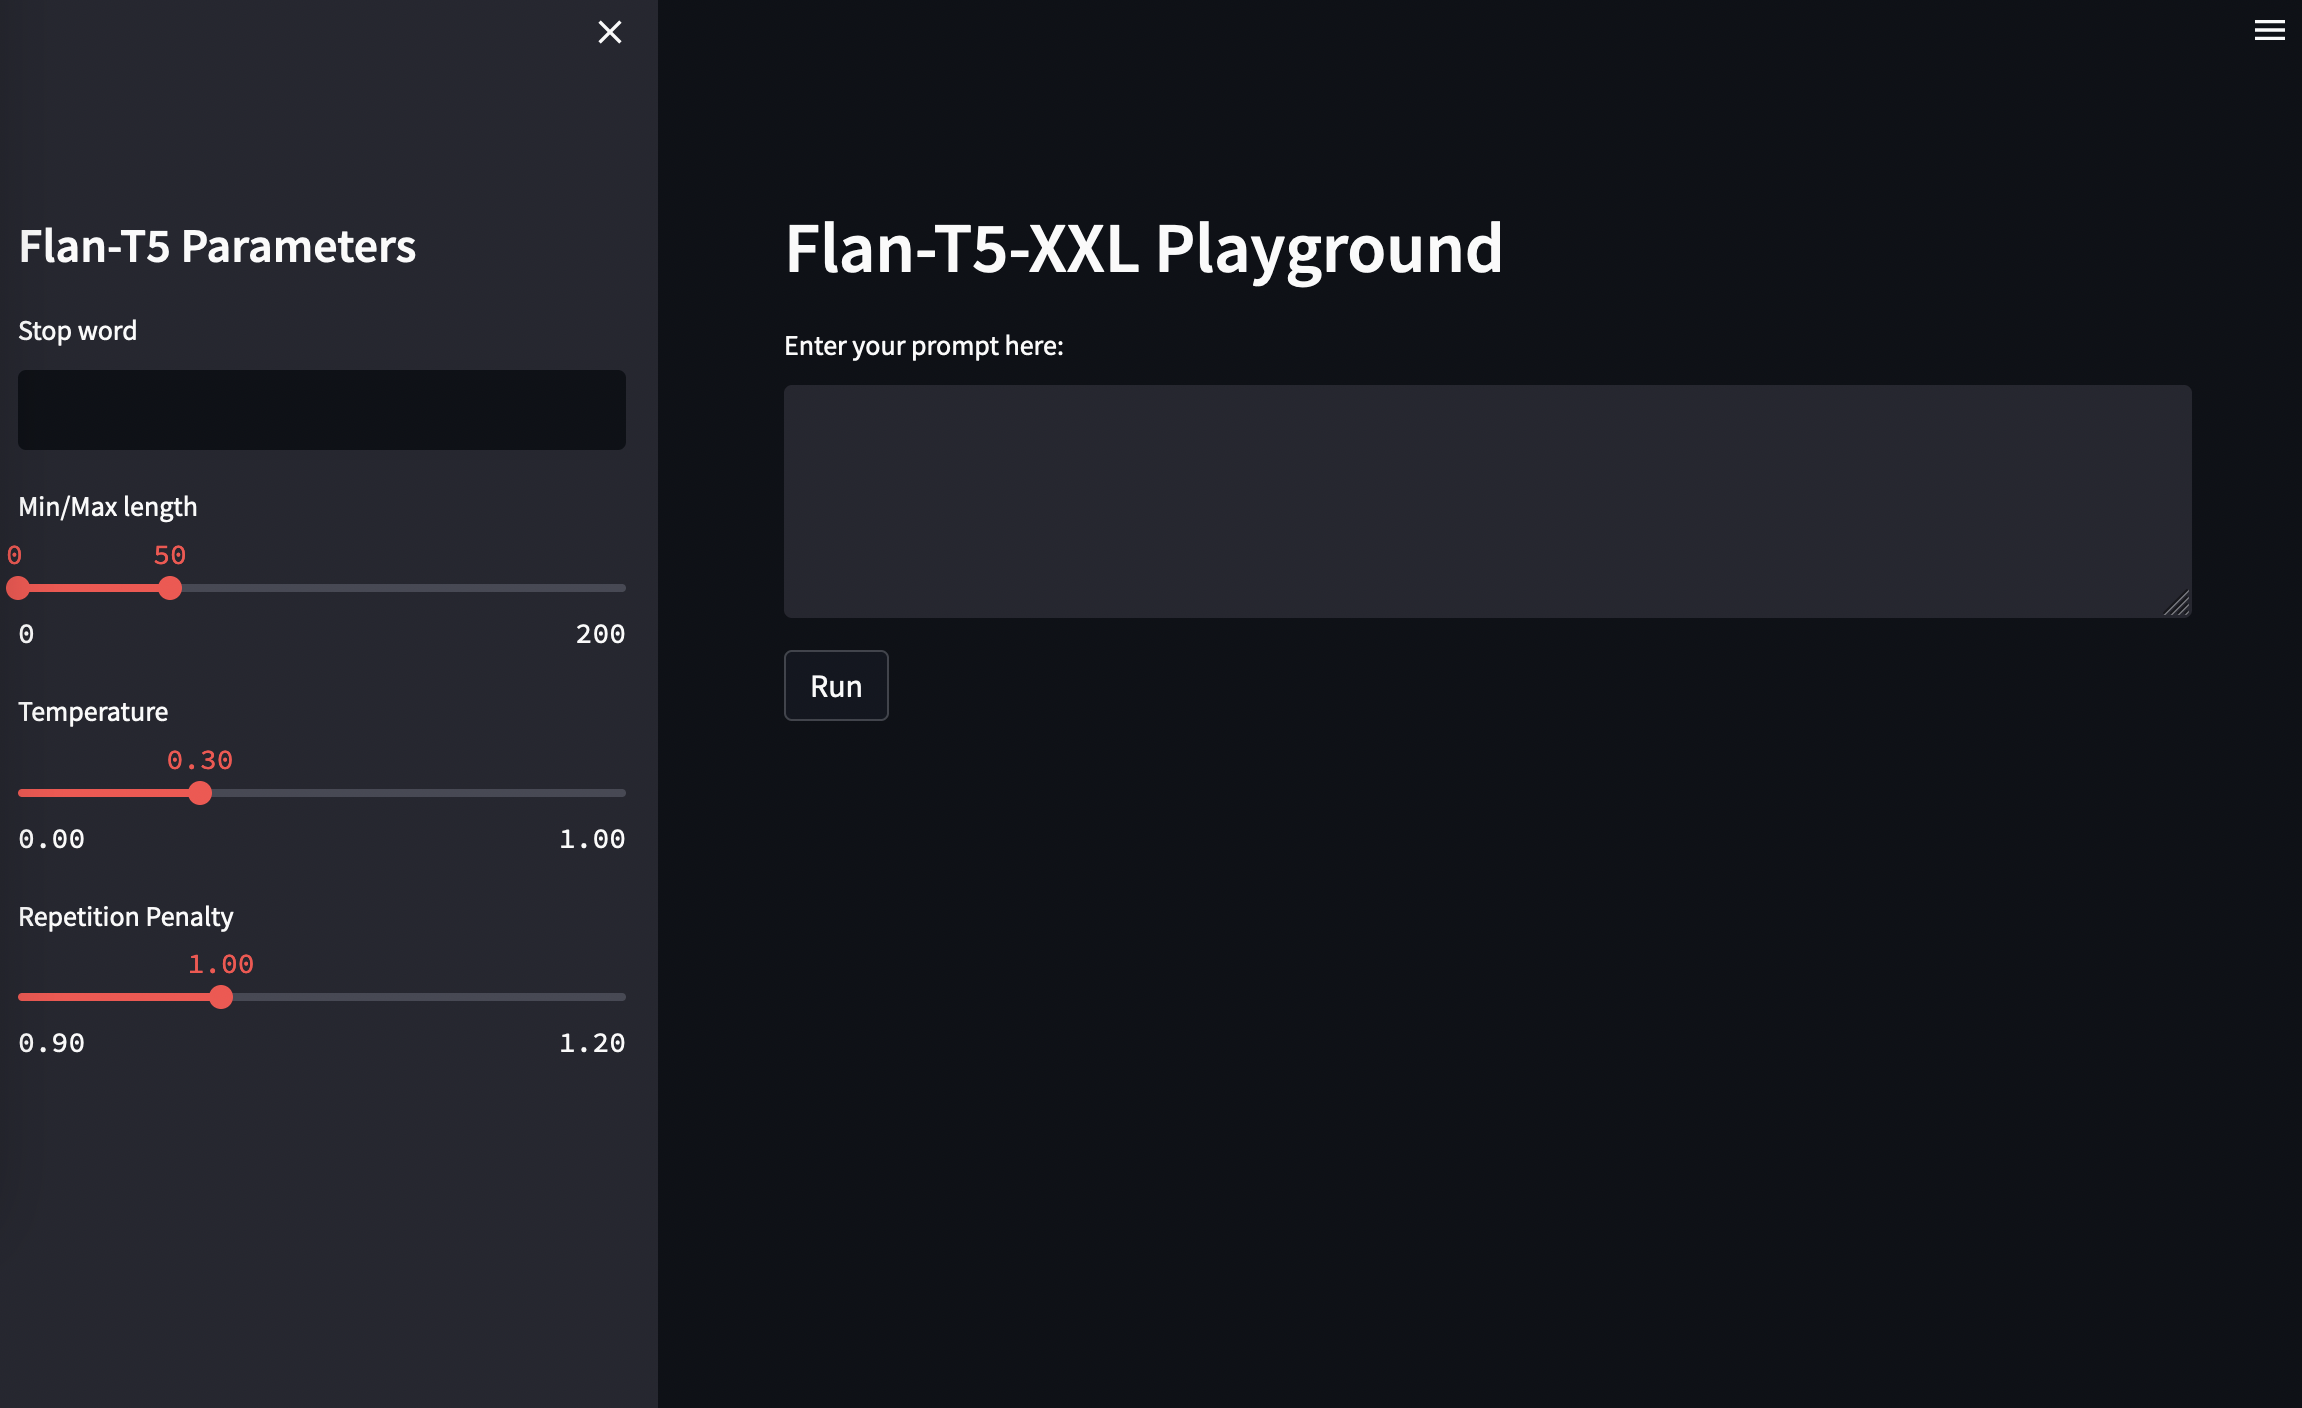 Flan-T5 Parameters
Stop word
Min/Max length
0 50
0 200
Temperature
0.30
0.00 1.00
Repetition Penalty
1.00
0.90 1.20
Flan-T5-XXL Playground
Enter your prompt here:
Run